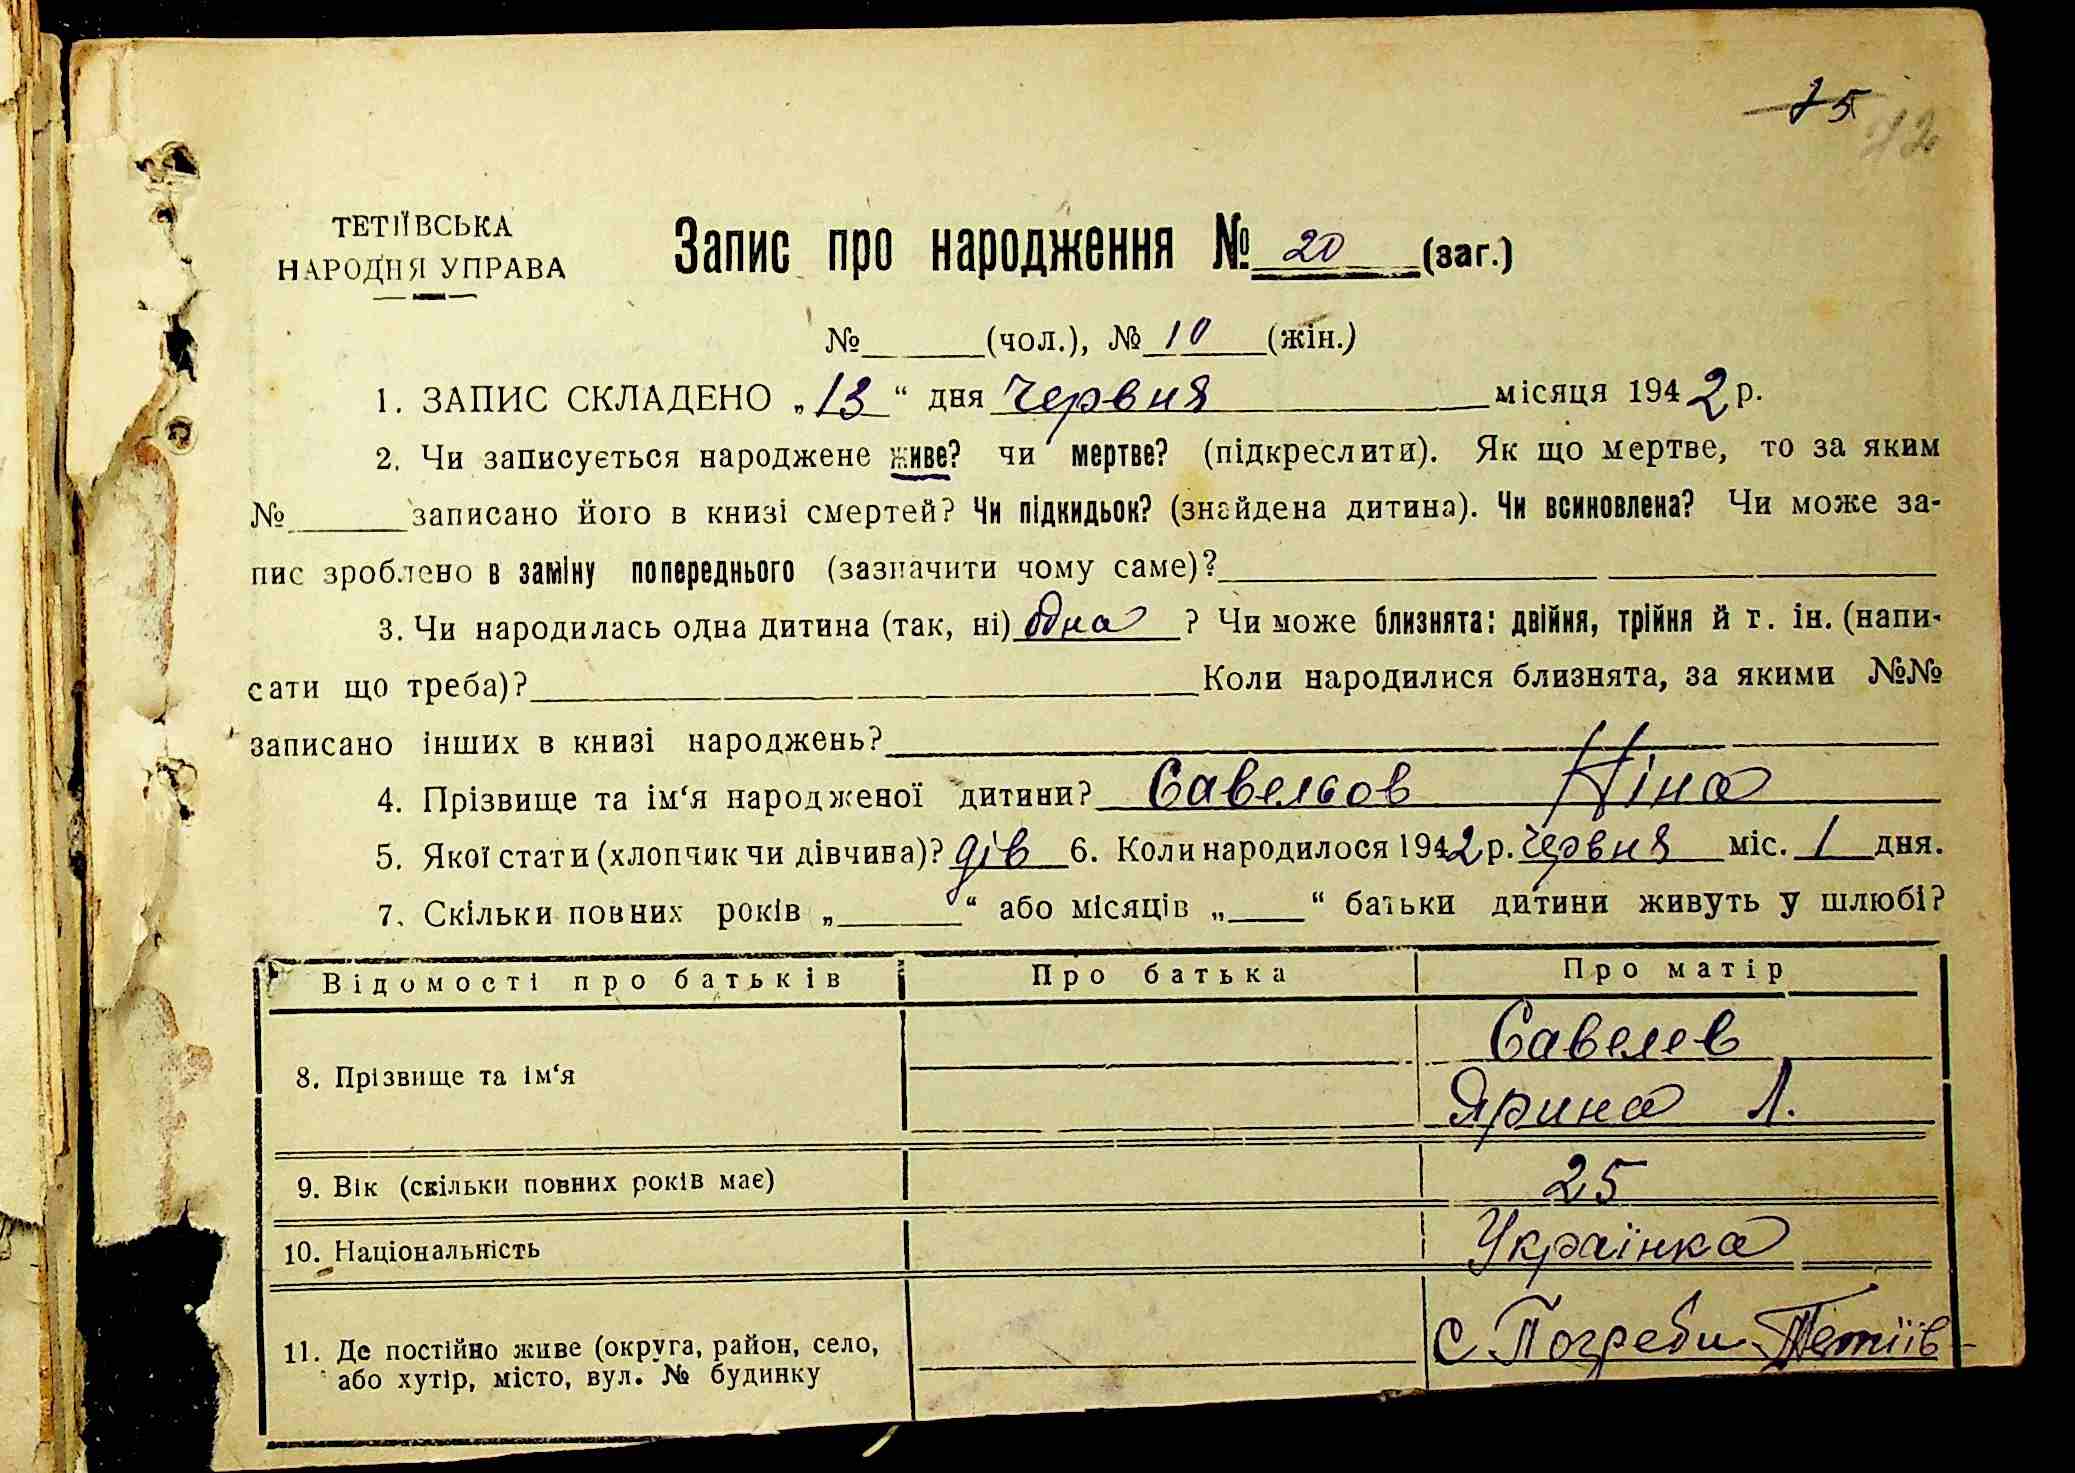 75
ТЕТІЇВСЬКА
НАРОДНЯ УПРАВА
Запис про народження № 20 (заг.)
№ (чол.), № 10 (жін.)
1. ЗАПИС СКЛАДЕНО „13“ дня червня місяця 1942 р.
2. Чи записується народжене живе? чи мертве? (підкреслити). Як що мертве, то за яким
№ записано його в книзі смертей? Чи підкидьок? (знайдена дитина). Чи всиновлена? Чи може за-
пис зроблено в заміну попереднього (зазначити чому саме)?
3. Чи народилась одна дитина (так, ні) одна ? Чи може близнята: двійня, трійня й т. ін. (напи-
сати що треба)? Коли народилися близнята, за якими №№
записано інших в книзі народжень?
4. Прізвище та ім‘я народженої дитини? Савельов Ніна
5. Якої стати (хлопчик чи дівчина)? дів 6. Коли народилося 1942 р. червня міс. 1 дня.
7. Скільки повних років „ “ або місяців „ “ батьки дитини живуть у шлюбі?
Відомості про батьків Про батька Про матір
8. Прізвище та ім‘я Савелев
Ярина Л.
9. Вік (скільки повних років має) 25
10. Національність Українка
11. Де постійно живе (округа, район, село, с. Погреби Тетіїв-
або хутір, місто, вул. № будинку